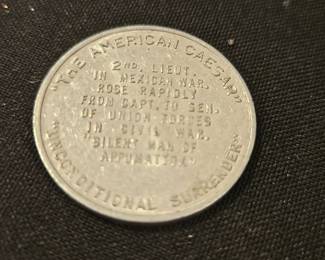 "THE AMERICAN CAESAR"
2ND. LIEUT.
IN MEXICAN WAR.
ROSE RAPIDLY
FROM CAPT. TO GEN.
OF UNION FORCES
IN CIVIL WAR.
"SILENT MAN OF
APPOMATTOX"
"UNCONDITIONAL SURRENDER"